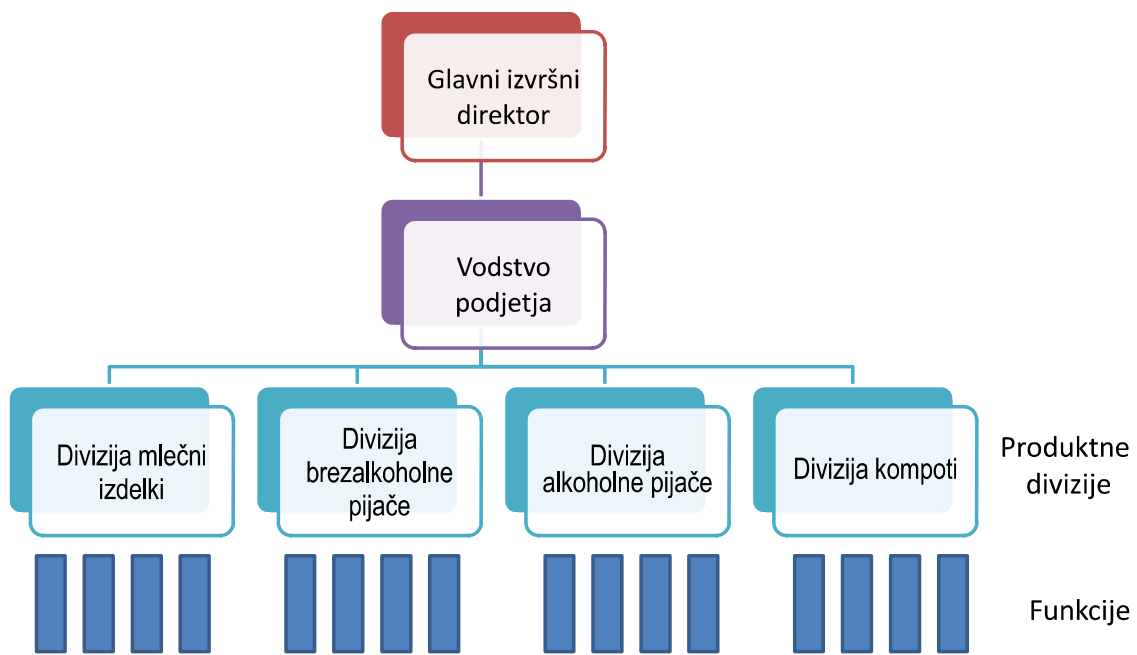 Glavni izvršni
direktor
Vodstvo
podjetja
Divizija mlečni
izdelki
Divizija
brezalkoholne
pijače
Divizija
alkoholne pijače
Divizija kompoti
Produktne
divizije
Funkcije